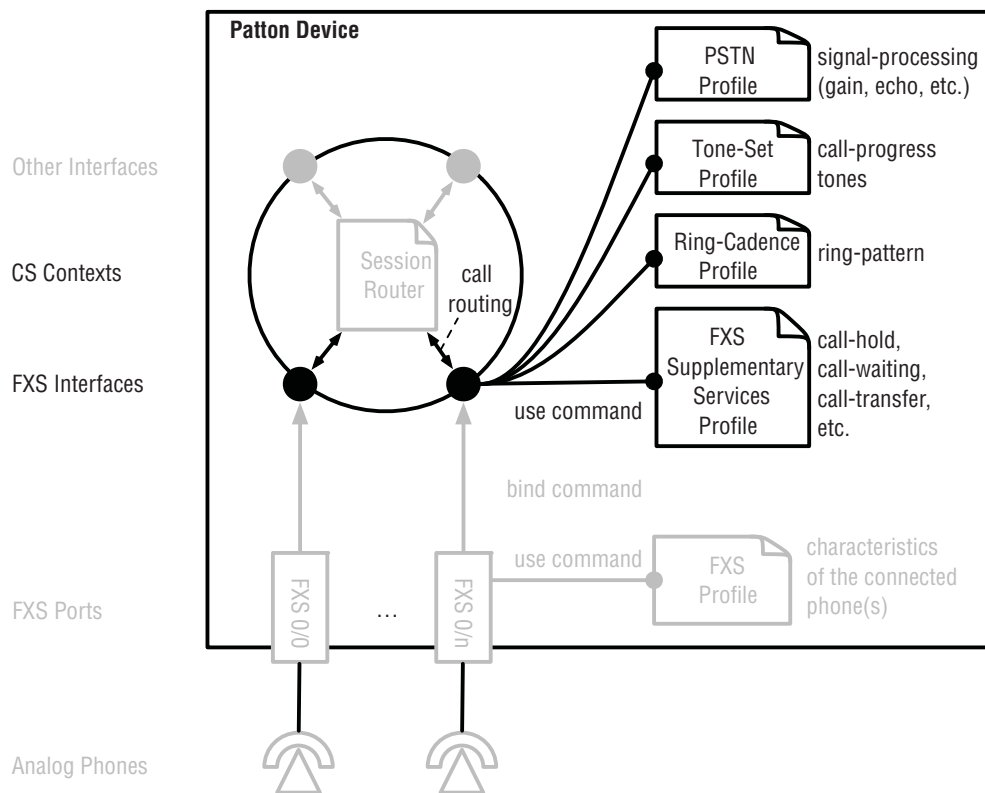 Patton Device
PSTN
Profile
signal-processing
(gain, echo, etc.)
Other Interfaces
Tone-Set
Profile
call-progress
tones
CS Contexts
Session
Router
call
routing
Ring-Cadence
Profile
ring-pattern
FXS Interfaces
use command
FXS
Supplementary
Services
Profile
call-hold,
call-waiting,
call-transfer,
etc.
bind command
FXS Ports
FXS 0/0
...
FXS 0/n
use command
FXS
Profile
characteristics
of the connected
phone(s)
Analog Phones